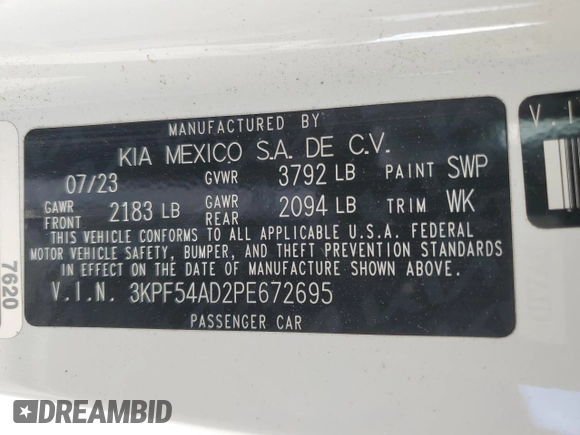 MANUFACTURED BY
KIA MEXICO S.A. DE C.V.
07/23 GVWR 3792 LB PAINT SWP
GAWR FRONT 2183 LB GAWR REAR 2094 LB TRIM WK
THIS VEHICLE CONFORMS TO ALL APPLICABLE U.S.A. FEDERAL
MOTOR VEHICLE SAFETY, BUMPER, AND THEFT PREVENTION STANDARDS
IN EFFECT ON THE DATE OF MANUFACTURE SHOWN ABOVE.
V.I.N. 3KPF54AD2PE672695
PASSENGER CAR
7620
V.I
DREAMBID